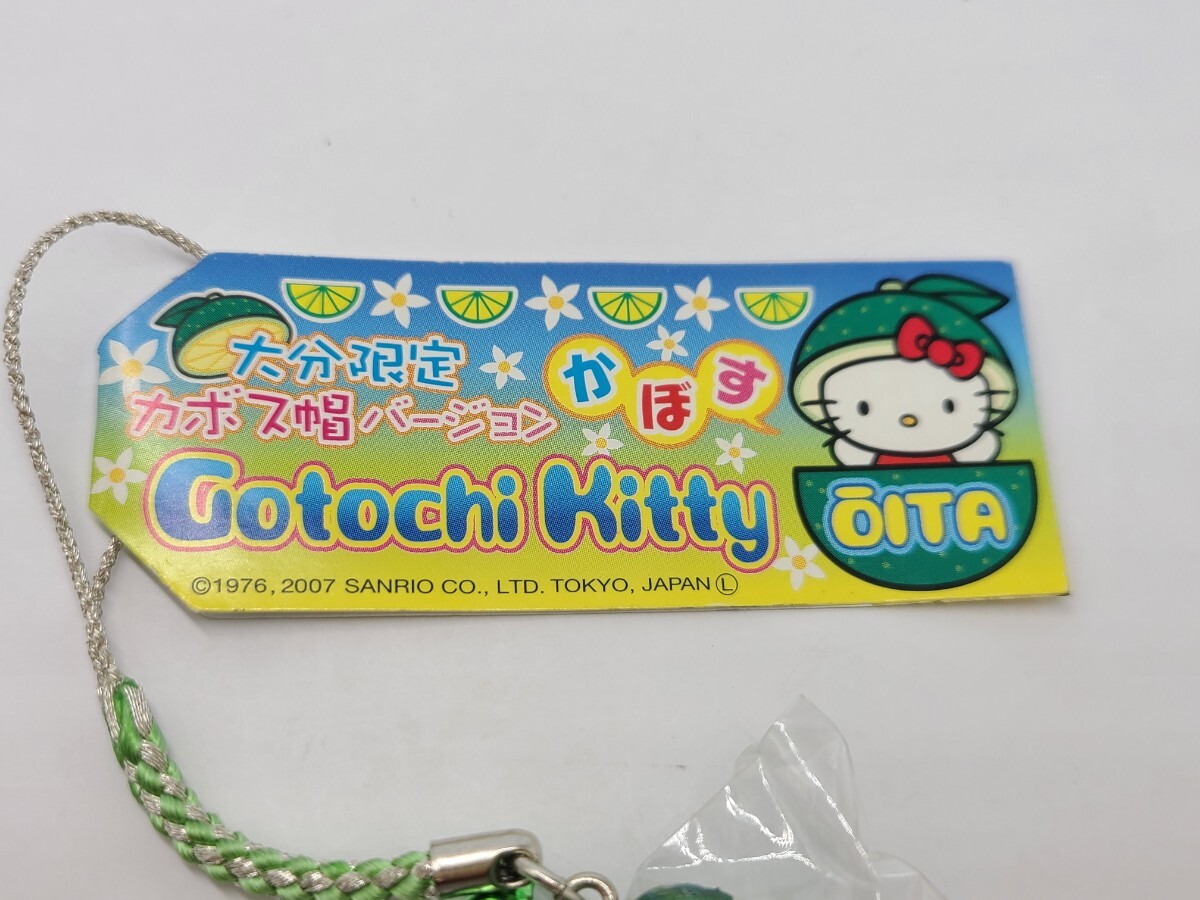 大分限定
カボス帽バージョン
かぼす
Gotochi Kitty
ŌITA
©1976, 2007 SANRIO CO., LTD. TOKYO, JAPAN Ⓛ